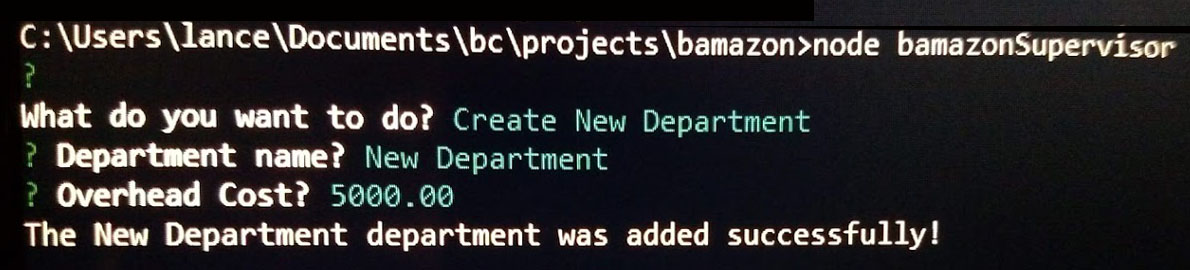 C:\Users\lance\Documents\bc\projects\bamazon>node bamazonSupervisor
?
What do you want to do? Create New Department
? Department name? New Department
? Overhead Cost? 5000.00
The New Department department was added successfully!